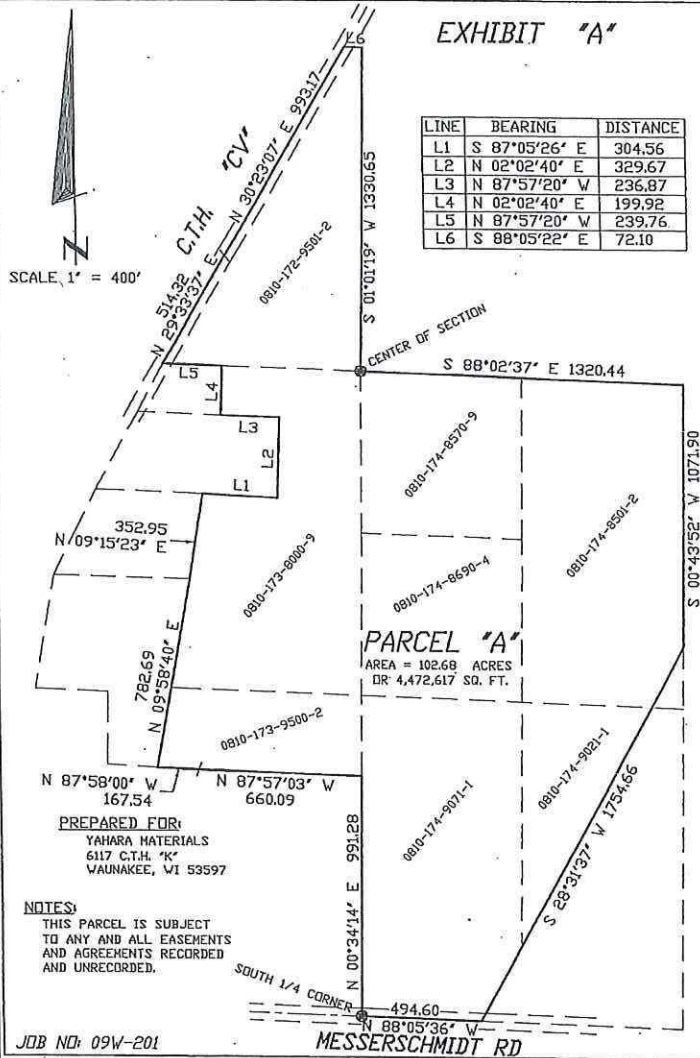 EXHIBIT "A"
L6
LINE BEARING DISTANCE
L1 S 87°05'26" E 304.56
L2 N 02°02'40" E 329.67
L3 N 87°57'20" W 236.87
L4 N 02°02'40" E 199.92
L5 N 87°57'20" W 239.76
L6 S 88°05'22" E 72.10
N
SCALE, 1" = 400'
C.T.H. "CV"
N 30°23'07" E 993.17
514.32
N 29°33'37" E
0810-172-9501-2
S 01°01'19" W 1330.65
CENTER OF SECTION
S 88°02'37" E 1320.44
L5
L4
L3
L2
L1
352.95
N 09°15'23" E
0810-173-8000-9
0810-174-8570-9
0810-174-8501-2
S 00°43'52" W 1071.90
0810-174-8690-4
PARCEL "A"
AREA = 102.68 ACRES
OR 4,472,617 SQ. FT.
782.69
N 09°58'40" E
0810-173-9500-2
N 87°58'00" W
167.54
N 87°57'03" W
660.09
0810-174-9071-1
0810-174-9021-1
S 28°31'37" W 1754.66
N 00°34'14" E 991.28
PREPARED FOR:
YAHARA MATERIALS
6117 C.T.H. "K"
WAUNAKEE, WI 53597
NOTES:
THIS PARCEL IS SUBJECT
TO ANY AND ALL EASEMENTS
AND AGREEMENTS RECORDED
AND UNRECORDED.
SOUTH 1/4 CORNER
494.60
N 88°05'36" W
MESSERSCHMIDT RD
JOB NO: 09W-201